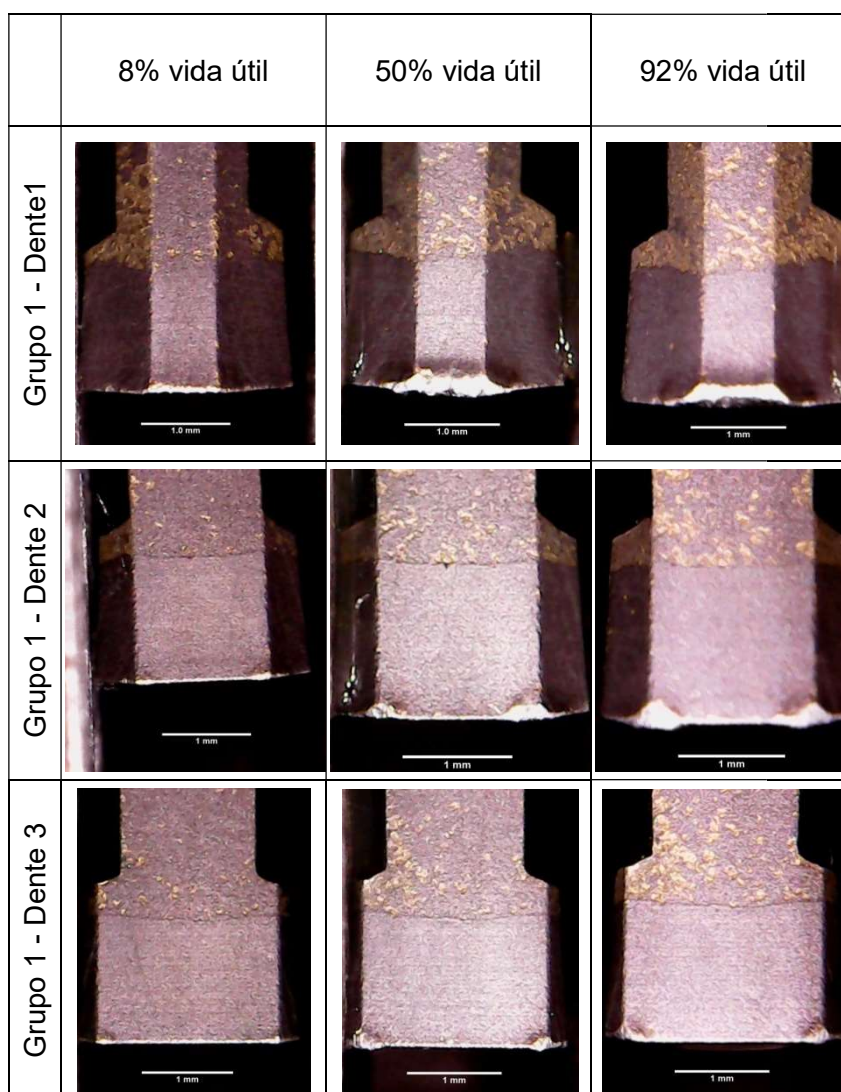 8% vida útil
50% vida útil
92% vida útil
Grupo 1 - Dente1
1.0 mm
1.0 mm
1 mm
Grupo 1 - Dente 2
1 mm
1 mm
1 mm
Grupo 1 - Dente 3
1 mm
1 mm
1 mm